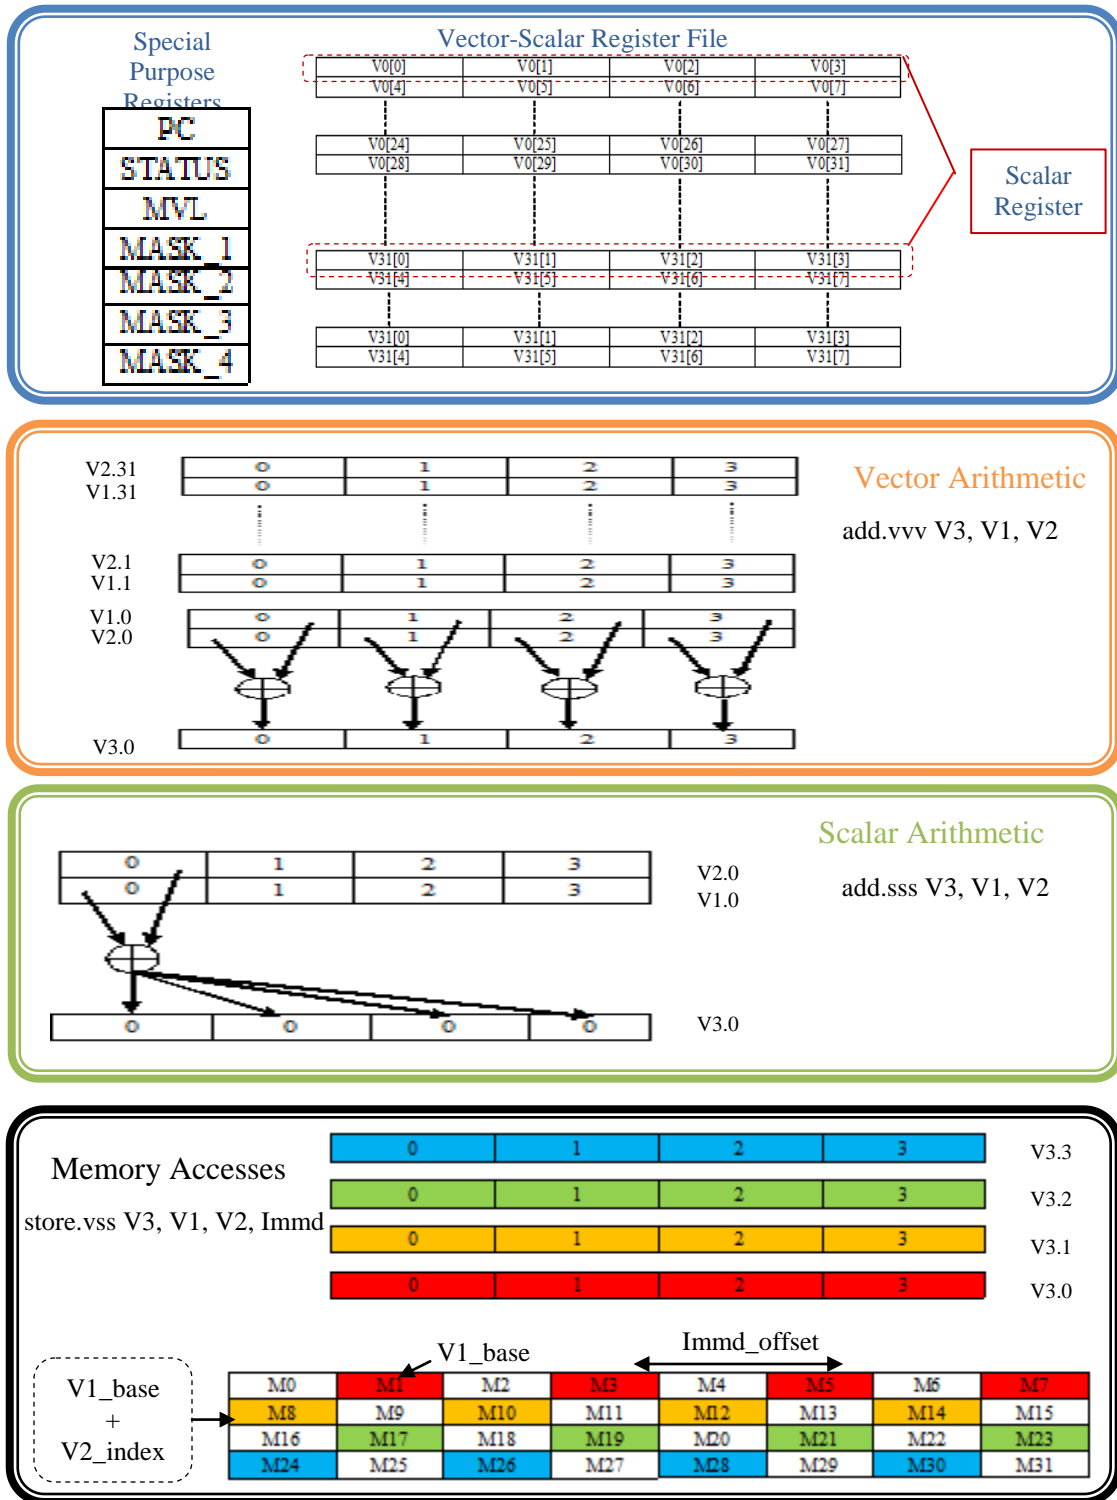 Special
Purpose
Registers
PC
STATUS
MVL
MASK_1
MASK_2
MASK_3
MASK_4
Vector-Scalar Register File
V0[0] V0[1] V0[2] V0[3]
V0[4] V0[5] V0[6] V0[7]
V0[24] V0[25] V0[26] V0[27]
V0[28] V0[29] V0[30] V0[31]
V31[0] V31[1] V31[2] V31[3]
V31[4] V31[5] V31[6] V31[7]
V31[0] V31[1] V31[2] V31[3]
V31[4] V31[5] V31[6] V31[7]
Scalar
Register
Vector Arithmetic
add.vvv V3, V1, V2
V2.31 0 1 2 3
V1.31 0 1 2 3
V2.1 0 1 2 3
V1.1 0 1 2 3
V1.0 0 1 2 3
V2.0 0 1 2 3
V3.0 0 1 2 3
Scalar Arithmetic
add.sss V3, V1, V2
0 1 2 3 V2.0
0 1 2 3 V1.0
0 0 0 0 V3.0
Memory Accesses
store.vss V3, V1, V2, Immd
0 1 2 3 V3.3
0 1 2 3 V3.2
0 1 2 3 V3.1
0 1 2 3 V3.0
V1_base
Immd_offset
V1_base
+
V2_index
M0 M1 M2 M3 M4 M5 M6 M7
M8 M9 M10 M11 M12 M13 M14 M15
M16 M17 M18 M19 M20 M21 M22 M23
M24 M25 M26 M27 M28 M29 M30 M31